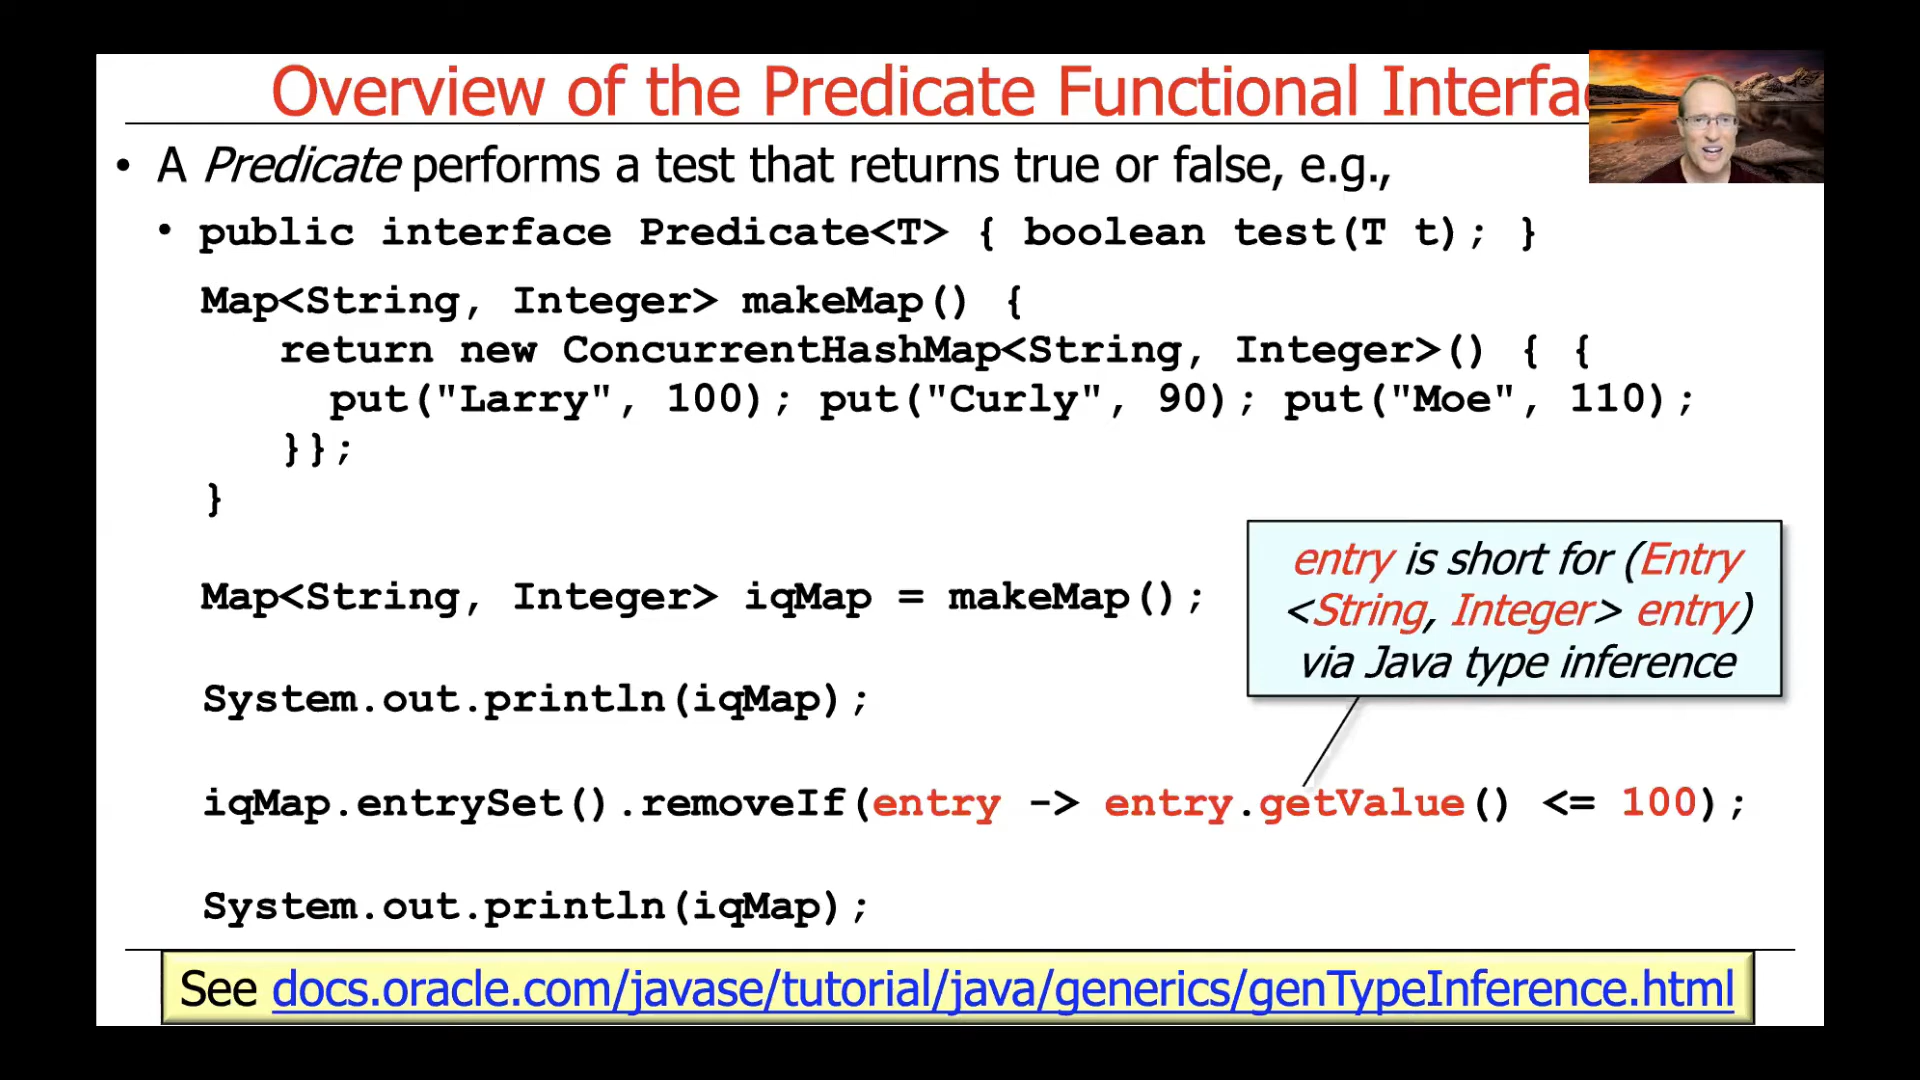 Overview of the Predicate Functional Interfa
• A Predicate performs a test that returns true or false, e.g.,
• public interface Predicate<T> { boolean test(T t); }
Map<String, Integer> makeMap() {
return new ConcurrentHashMap<String, Integer>() { {
put("Larry", 100); put("Curly", 90); put("Moe", 110);
}};
}
entry is short for (Entry
<String, Integer> entry)
via Java type inference
Map<String, Integer> iqMap = makeMap();
System.out.println(iqMap);
iqMap.entrySet().removeIf(entry -> entry.getValue() <= 100);
System.out.println(iqMap);
See docs.oracle.com/javase/tutorial/java/generics/genTypeInference.html